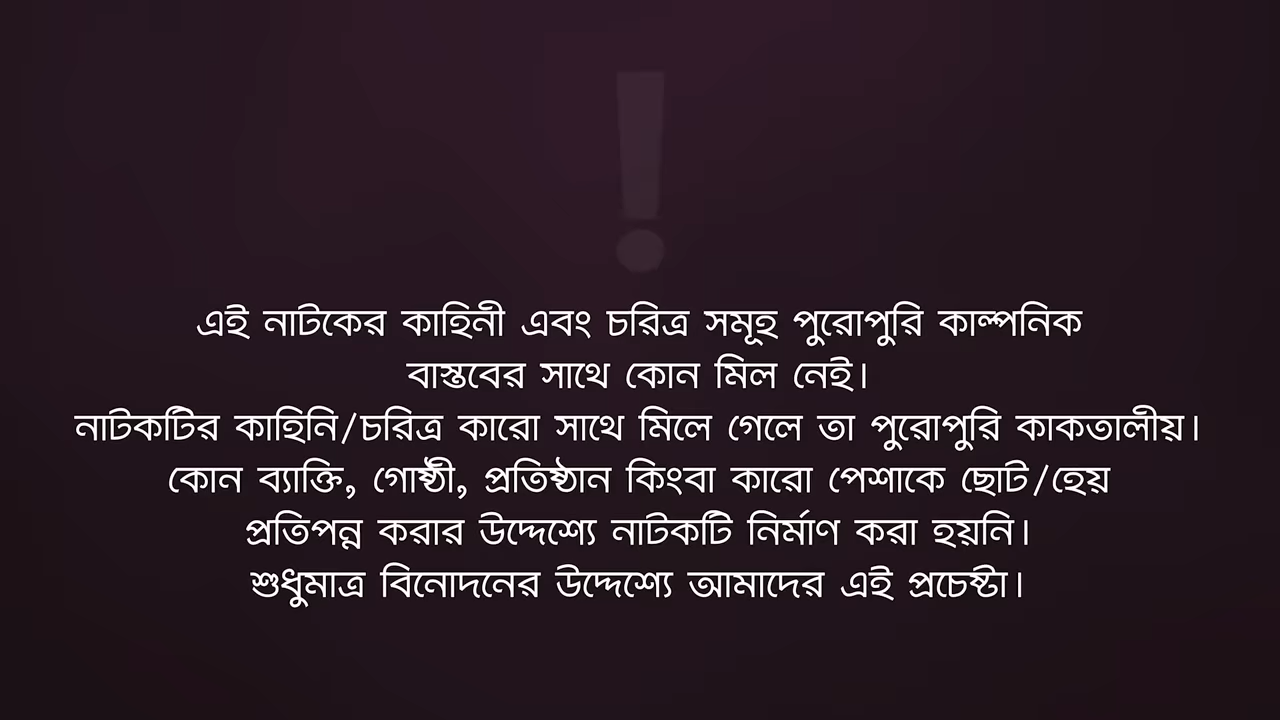 এই নাটকের কাহিনী এবং চরিত্র সমূহ পুরোপুরি কাল্পনিক
বাস্তবের সাথে কোন মিল নেই।
নাটকটির কাহিনি/চরিত্র কারো সাথে মিলে গেলে তা পুরোপুরি কাকতালীয়।
কোন ব্যাক্তি, গোষ্ঠী, প্রতিষ্ঠান কিংবা কারো পেশাকে ছোট/হেয়
প্রতিপন্ন করার উদ্দেশ্যে নাটকটি নির্মাণ করা হয়নি।
শুধুমাত্র বিনোদনের উদ্দেশ্যে আমাদের এই প্রচেষ্টা।